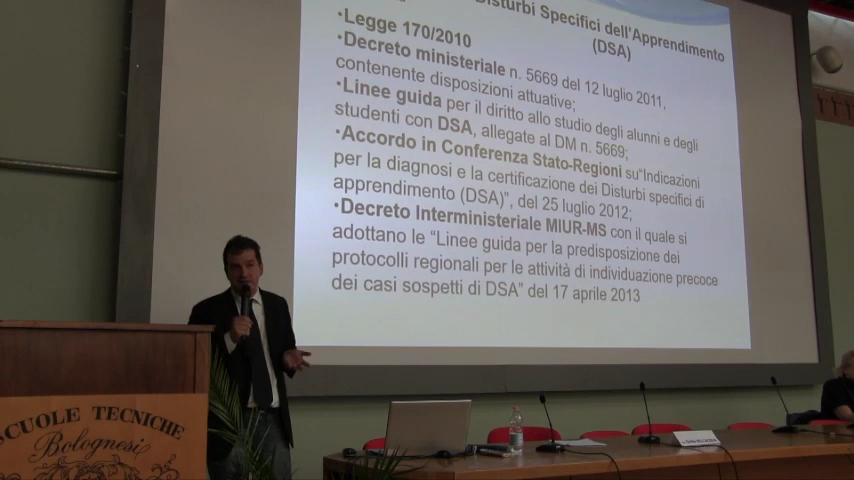 Disturbi Specifici dell'Apprendimento
(DSA)
•Legge 170/2010
•Decreto ministeriale n. 5669 del 12 luglio 2011,
contenente disposizioni attuative;
•Linee guida per il diritto allo studio degli alunni e degli
studenti con DSA, allegate al DM n. 5669;
•Accordo in Conferenza Stato-Regioni su“Indicazioni
per la diagnosi e la certificazione dei Disturbi specifici di
apprendimento (DSA)”, del 25 luglio 2012;
•Decreto Interministeriale MIUR-MS con il quale si
adottano le “Linee guida per la predisposizione dei
protocolli regionali per le attività di individuazione precoce
dei casi sospetti di DSA” del 17 aprile 2013
SCUOLE TECNICHE
Bolognesi